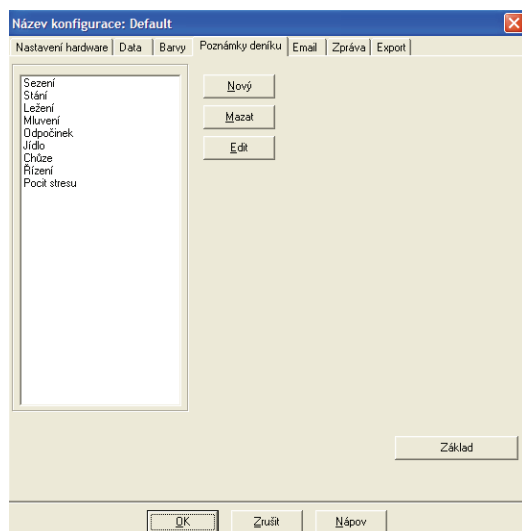 Název konfigurace: Default
Nastavení hardware Data Barvy Poznámky deníku Email Zpráva Export
Sezení
Stání
Ležení
Mluvení
Odpočinek
Jídlo
Chůze
Řízení
Pocit stresu
Nový
Mazat
Edit
Základ
OK Zrušit Nápov